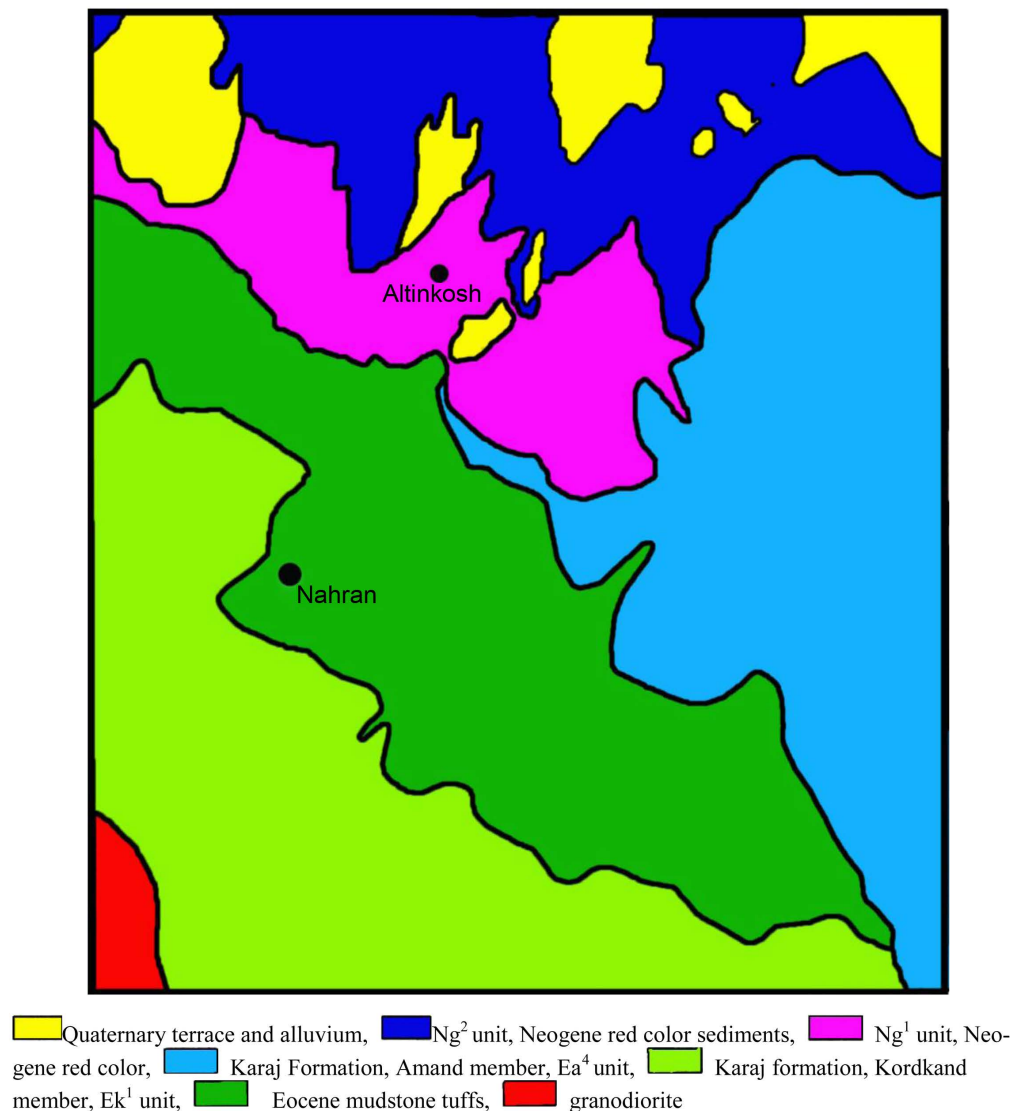 Altinkosh
Nahran
Quaternary terrace and alluvium, Ng² unit, Neogene red color sediments, Ng¹ unit, Neo-
gene red color, Karaj Formation, Amand member, Ea⁴ unit, Karaj formation, Kordkand
member, Ek¹ unit, Eocene mudstone tuffs, granodiorite